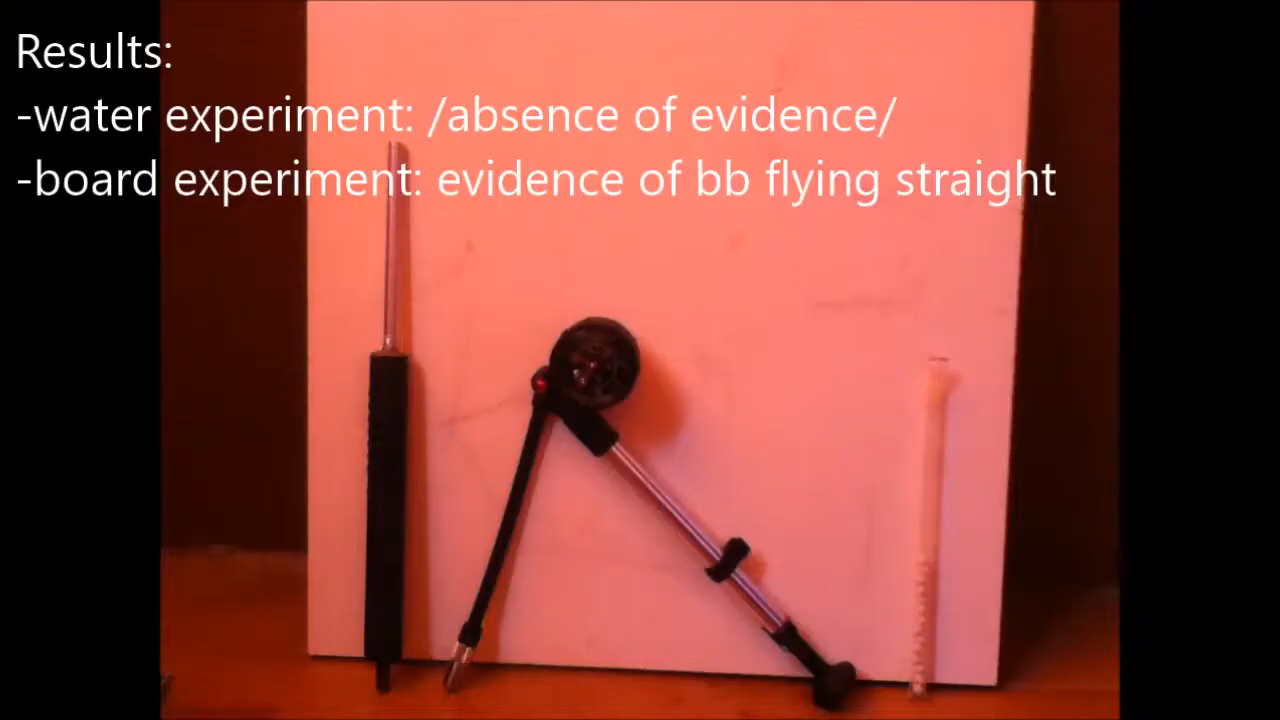 Results:
-water experiment: /absence of evidence/
-board experiment: evidence of bb flying straight